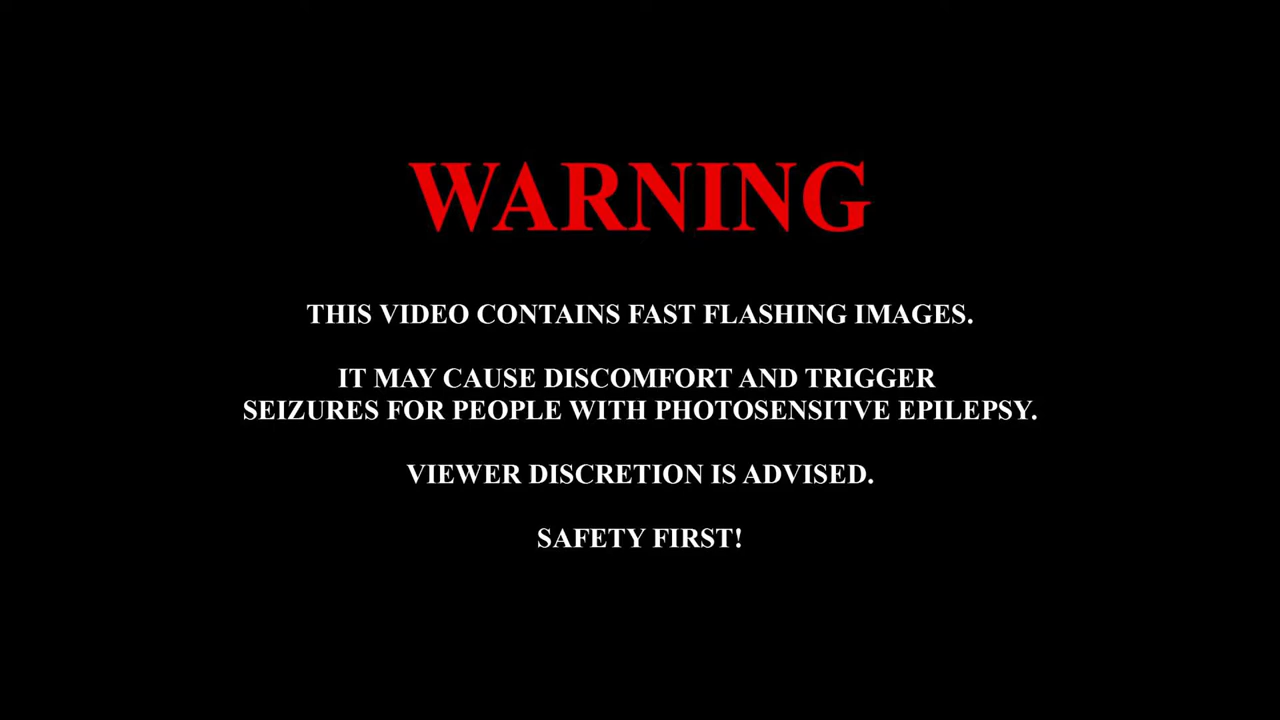 WARNING
THIS VIDEO CONTAINS FAST FLASHING IMAGES.
IT MAY CAUSE DISCOMFORT AND TRIGGER
SEIZURES FOR PEOPLE WITH PHOTOSENSITVE EPILEPSY.
VIEWER DISCRETION IS ADVISED.
SAFETY FIRST!